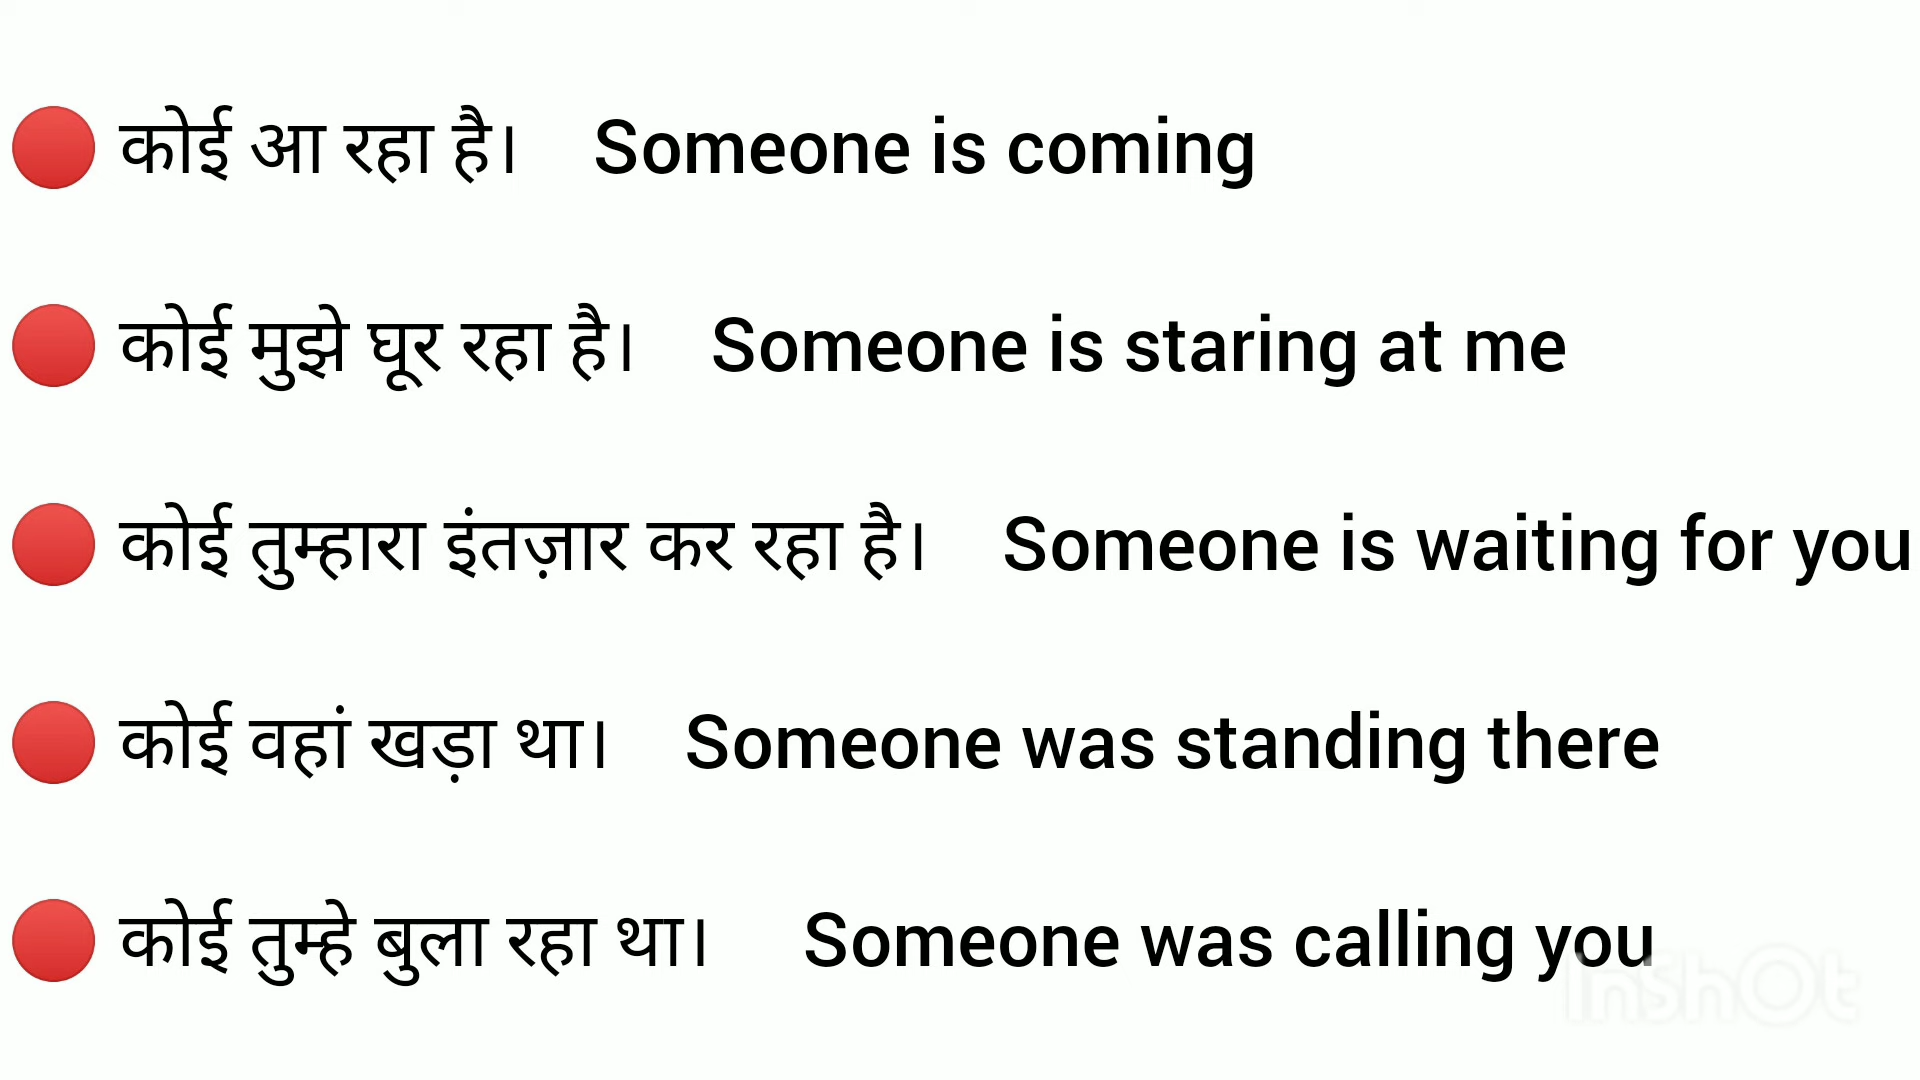 कोई आ रहा है। Someone is coming
कोई मुझे घूर रहा है। Someone is staring at me
कोई तुम्हारा इंतज़ार कर रहा है। Someone is waiting for you
कोई वहां खड़ा था। Someone was standing there
कोई तुम्हे बुला रहा था। Someone was calling you
InShOt